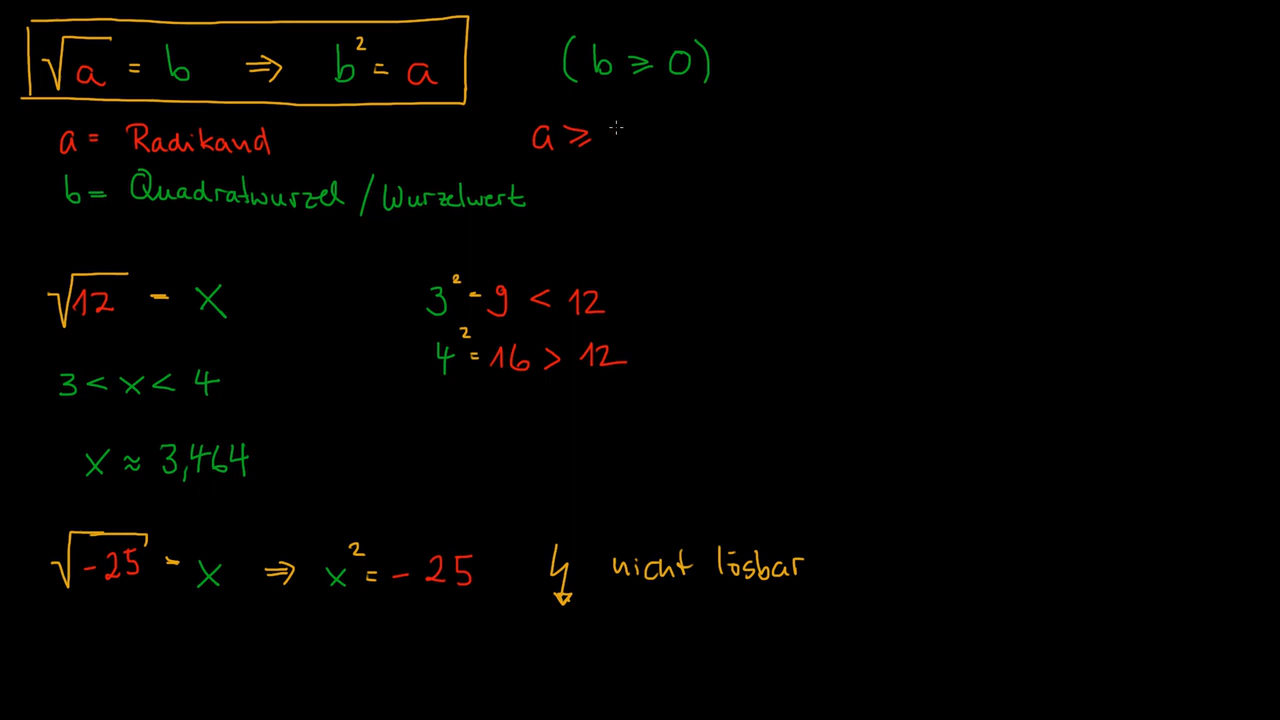 √a = b ⇒ b² = a (b ≥ 0)
a = Radikand a ≥
b = Quadratwurzel / Wurzelwert
√12 = x 3² = 9 < 12
4² = 16 > 12
3 < x < 4
x ≈ 3,464
√-25 = x ⇒ x² = -25 ↯ nicht lösbar